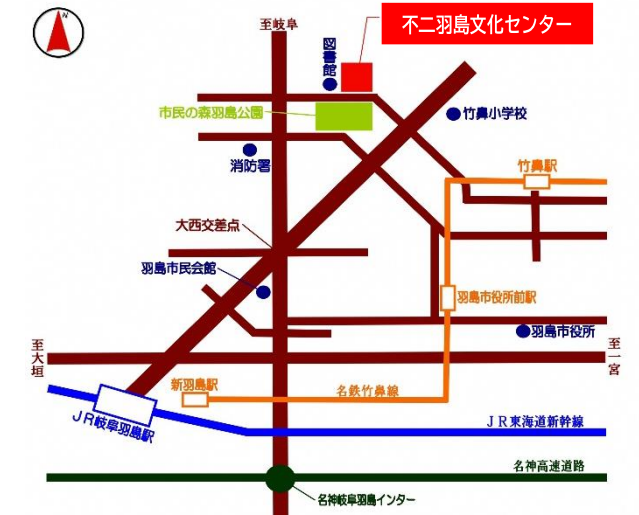 N
至岐阜
不二羽島文化センター
図書館
市民の森羽島公園
竹鼻小学校
消防署
竹鼻駅
大西交差点
羽島市民会館
羽島市役所前駅
羽島市役所
至大垣
至一宮
新羽島駅
名鉄竹鼻線
JR岐阜羽島駅
JR東海道新幹線
名神高速道路
名神岐阜羽島インター